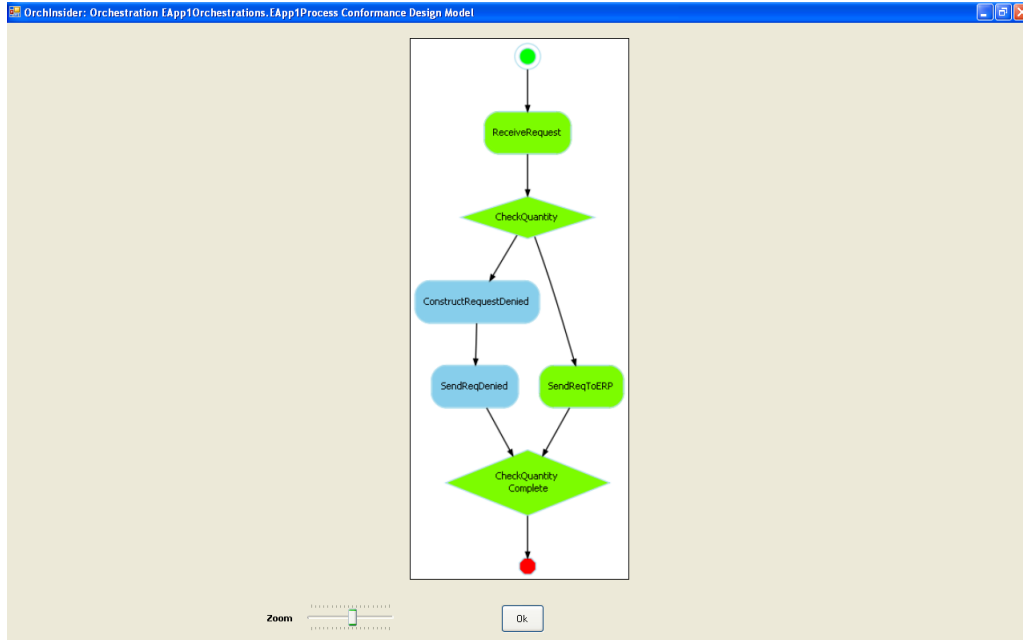 OrchInsider: Orchestration EApp1Orchestrations.EApp1Process Conformance Design Model
ReceiveRequest
CheckQuantity
ConstructRequestDenied
SendReqDenied
SendReqToERP
CheckQuantity
Complete
Zoom
Ok